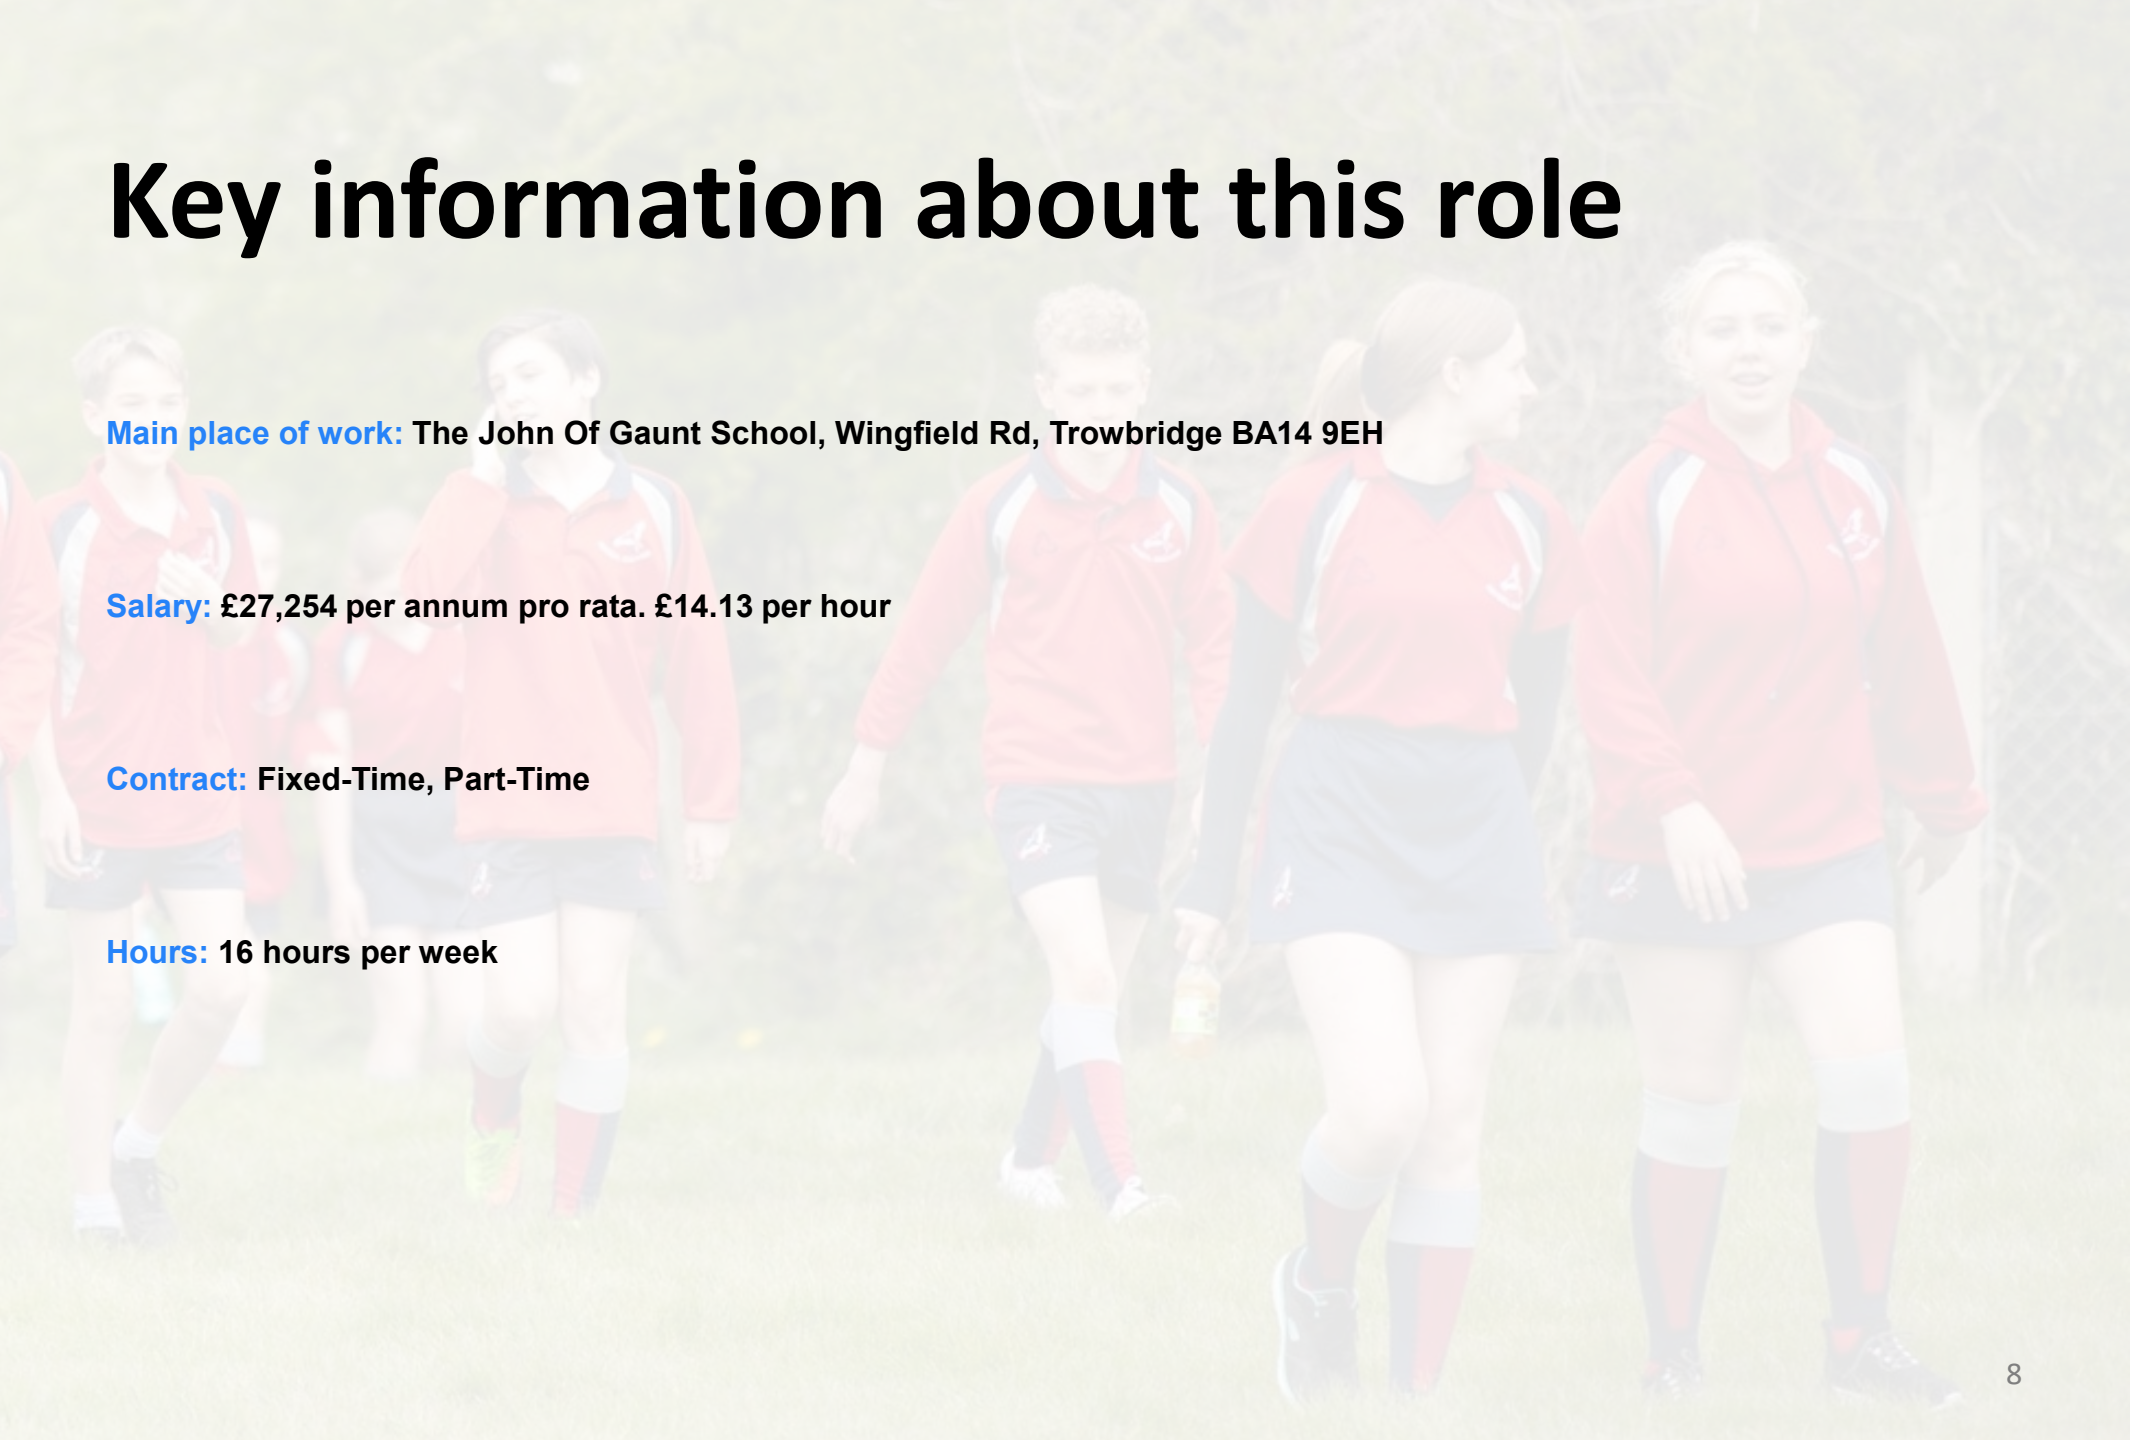 Key information about this role
Main place of work: The John Of Gaunt School, Wingfield Rd, Trowbridge BA14 9EH
Salary: £27,254 per annum pro rata. £14.13 per hour
Contract: Fixed-Time, Part-Time
Hours: 16 hours per week
8